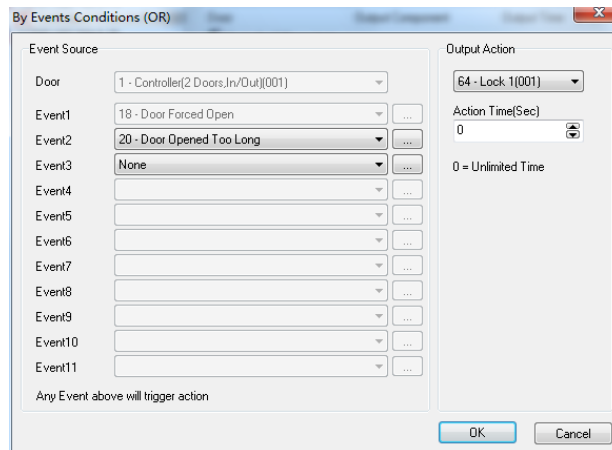 By Events Conditions (OR)
Event Source
Door 1 - Controller(2 Doors,In/Out)(001)
Event1 18 - Door Forced Open ...
Event2 20 - Door Opened Too Long ...
Event3 None ...
Event4 ...
Event5 ...
Event6 ...
Event7 ...
Event8 ...
Event9 ...
Event10 ...
Event11 ...
Any Event above will trigger action
Output Action
64 - Lock 1(001)
Action Time(Sec)
0
0 = Unlimited Time
OK Cancel